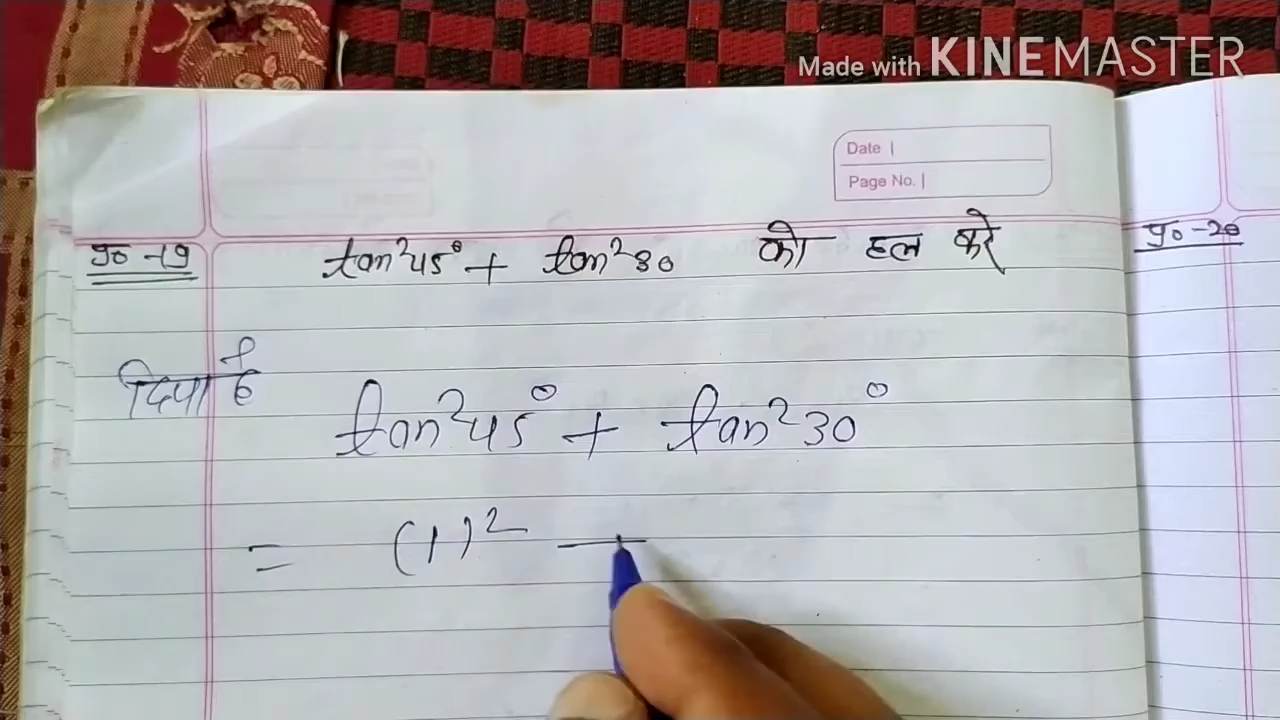 Made with KINEMASTER
Date |
Page No. |
प्र० -19 tan²45° + tan²30 को हल करे
प्र० -20
दिया है tan²45° + tan²30°
= (1)² +